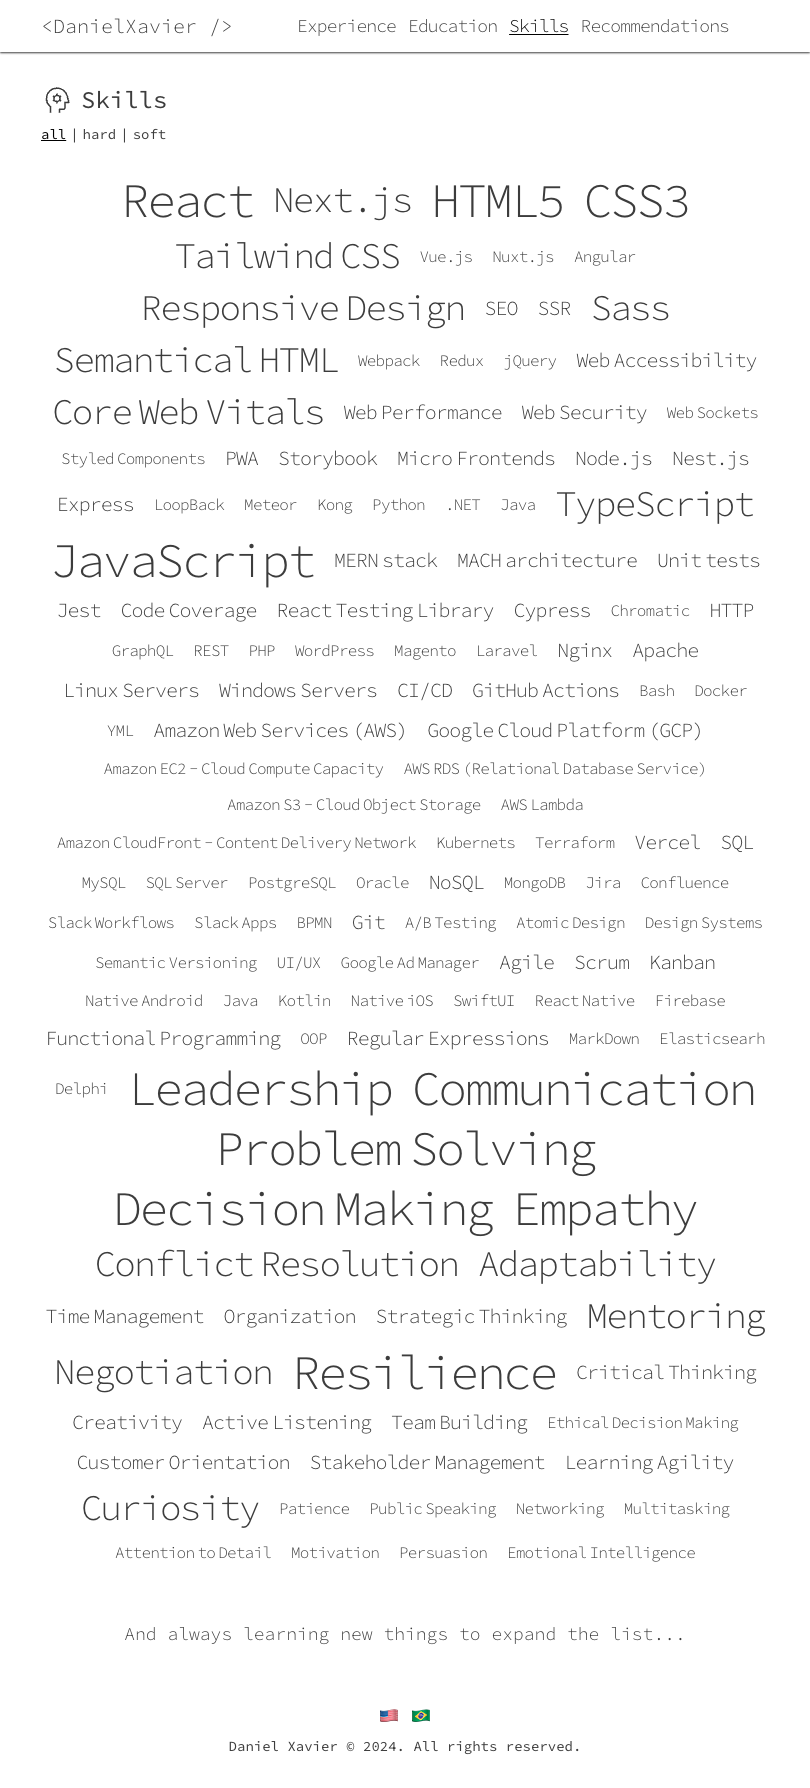 <DanielXavier /> Experience Education Skills Recommendations
Skills
all | hard | soft
React Next.js HTML5 CSS3
Tailwind CSS Vue.js Nuxt.js Angular
Responsive Design SEO SSR Sass
Semantical HTML Webpack Redux jQuery Web Accessibility
Core Web Vitals Web Performance Web Security Web Sockets
Styled Components PWA Storybook Micro Frontends Node.js Nest.js
Express LoopBack Meteor Kong Python .NET Java TypeScript
JavaScript MERN stack MACH architecture Unit tests
Jest Code Coverage React Testing Library Cypress Chromatic HTTP
GraphQL REST PHP WordPress Magento Laravel Nginx Apache
Linux Servers Windows Servers CI/CD GitHub Actions Bash Docker
YML Amazon Web Services (AWS) Google Cloud Platform (GCP)
Amazon EC2 - Cloud Compute Capacity AWS RDS (Relational Database Service)
Amazon S3 - Cloud Object Storage AWS Lambda
Amazon CloudFront - Content Delivery Network Kubernets Terraform Vercel SQL
MySQL SQL Server PostgreSQL Oracle NoSQL MongoDB Jira Confluence
Slack Workflows Slack Apps BPMN Git A/B Testing Atomic Design Design Systems
Semantic Versioning UI/UX Google Ad Manager Agile Scrum Kanban
Native Android Java Kotlin Native iOS SwiftUI React Native Firebase
Functional Programming OOP Regular Expressions MarkDown Elasticsearh
Delphi Leadership Communication
Problem Solving
Decision Making Empathy
Conflict Resolution Adaptability
Time Management Organization Strategic Thinking Mentoring
Negotiation Resilience Critical Thinking
Creativity Active Listening Team Building Ethical Decision Making
Customer Orientation Stakeholder Management Learning Agility
Curiosity Patience Public Speaking Networking Multitasking
Attention to Detail Motivation Persuasion Emotional Intelligence
And always learning new things to expand the list...
Daniel Xavier © 2024. All rights reserved.